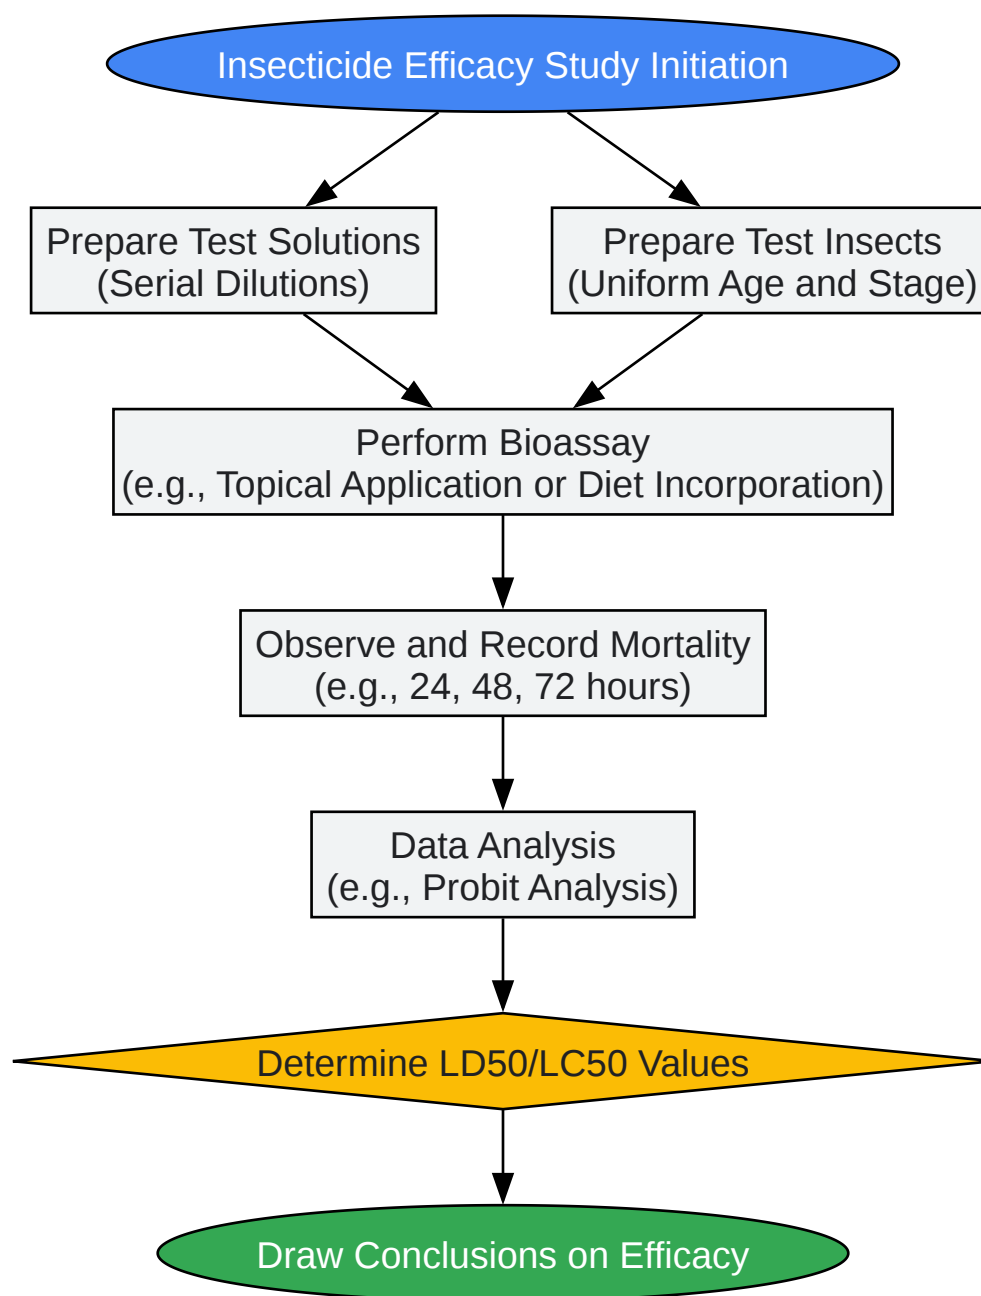 Insecticide Efficacy Study Initiation
Prepare Test Solutions
(Serial Dilutions)
Prepare Test Insects
(Uniform Age and Stage)
Perform Bioassay
(e.g., Topical Application or Diet Incorporation)
Observe and Record Mortality
(e.g., 24, 48, 72 hours)
Data Analysis
(e.g., Probit Analysis)
Determine LD50/LC50 Values
Draw Conclusions on Efficacy